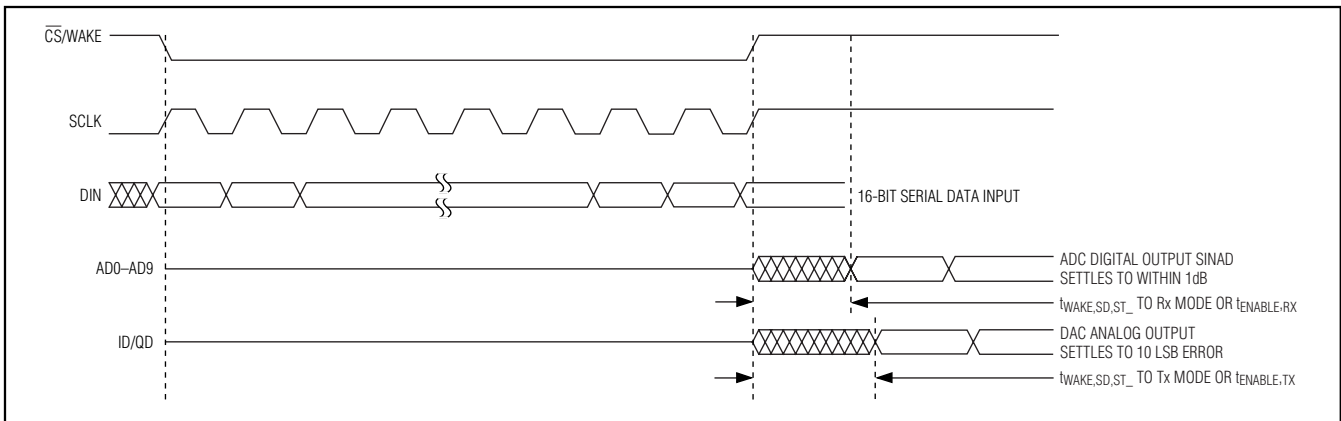 C̅S̅/WAKE
SCLK
DIN
16-BIT SERIAL DATA INPUT
AD0–AD9
ADC DIGITAL OUTPUT SINAD
SETTLES TO WITHIN 1dB
tWAKE,SD,ST_ TO Rx MODE OR tENABLE,RX
ID/QD
DAC ANALOG OUTPUT
SETTLES TO 10 LSB ERROR
tWAKE,SD,ST_ TO Tx MODE OR tENABLE,TX